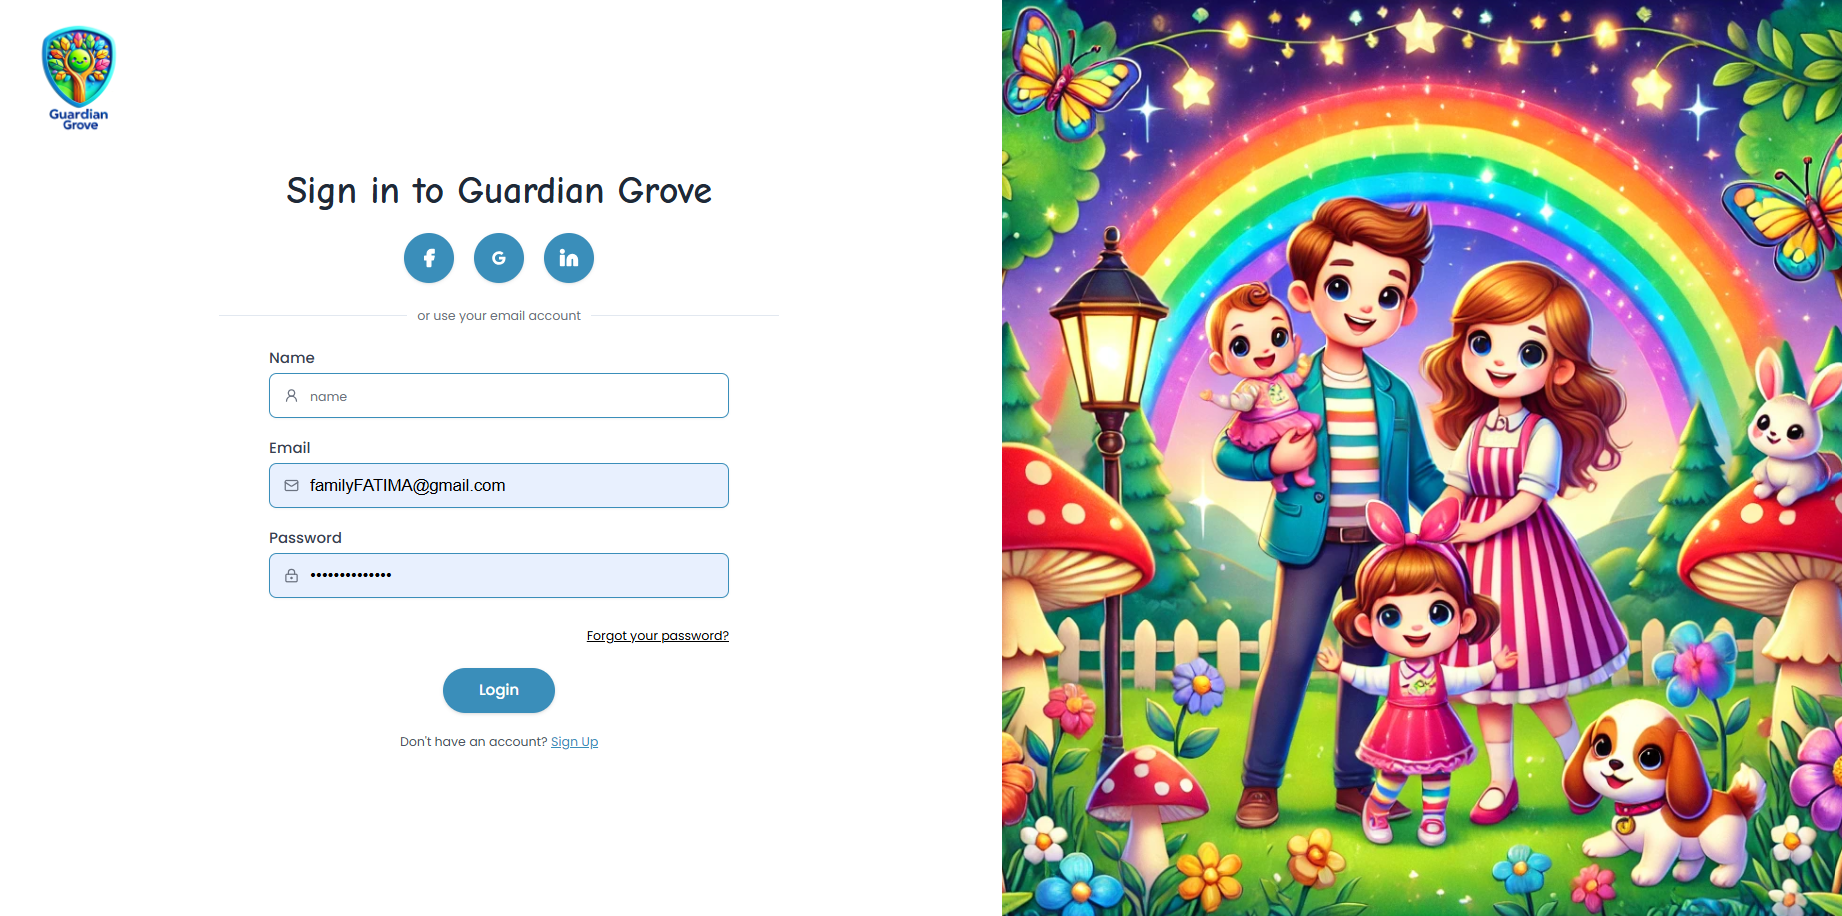 Guardian
Grove
Sign in to Guardian Grove
or use your email account
Name
name
Email
familyFATIMA@gmail.com
Password
••••••••••••••
Forgot your password?
Login
Don't have an account? Sign Up